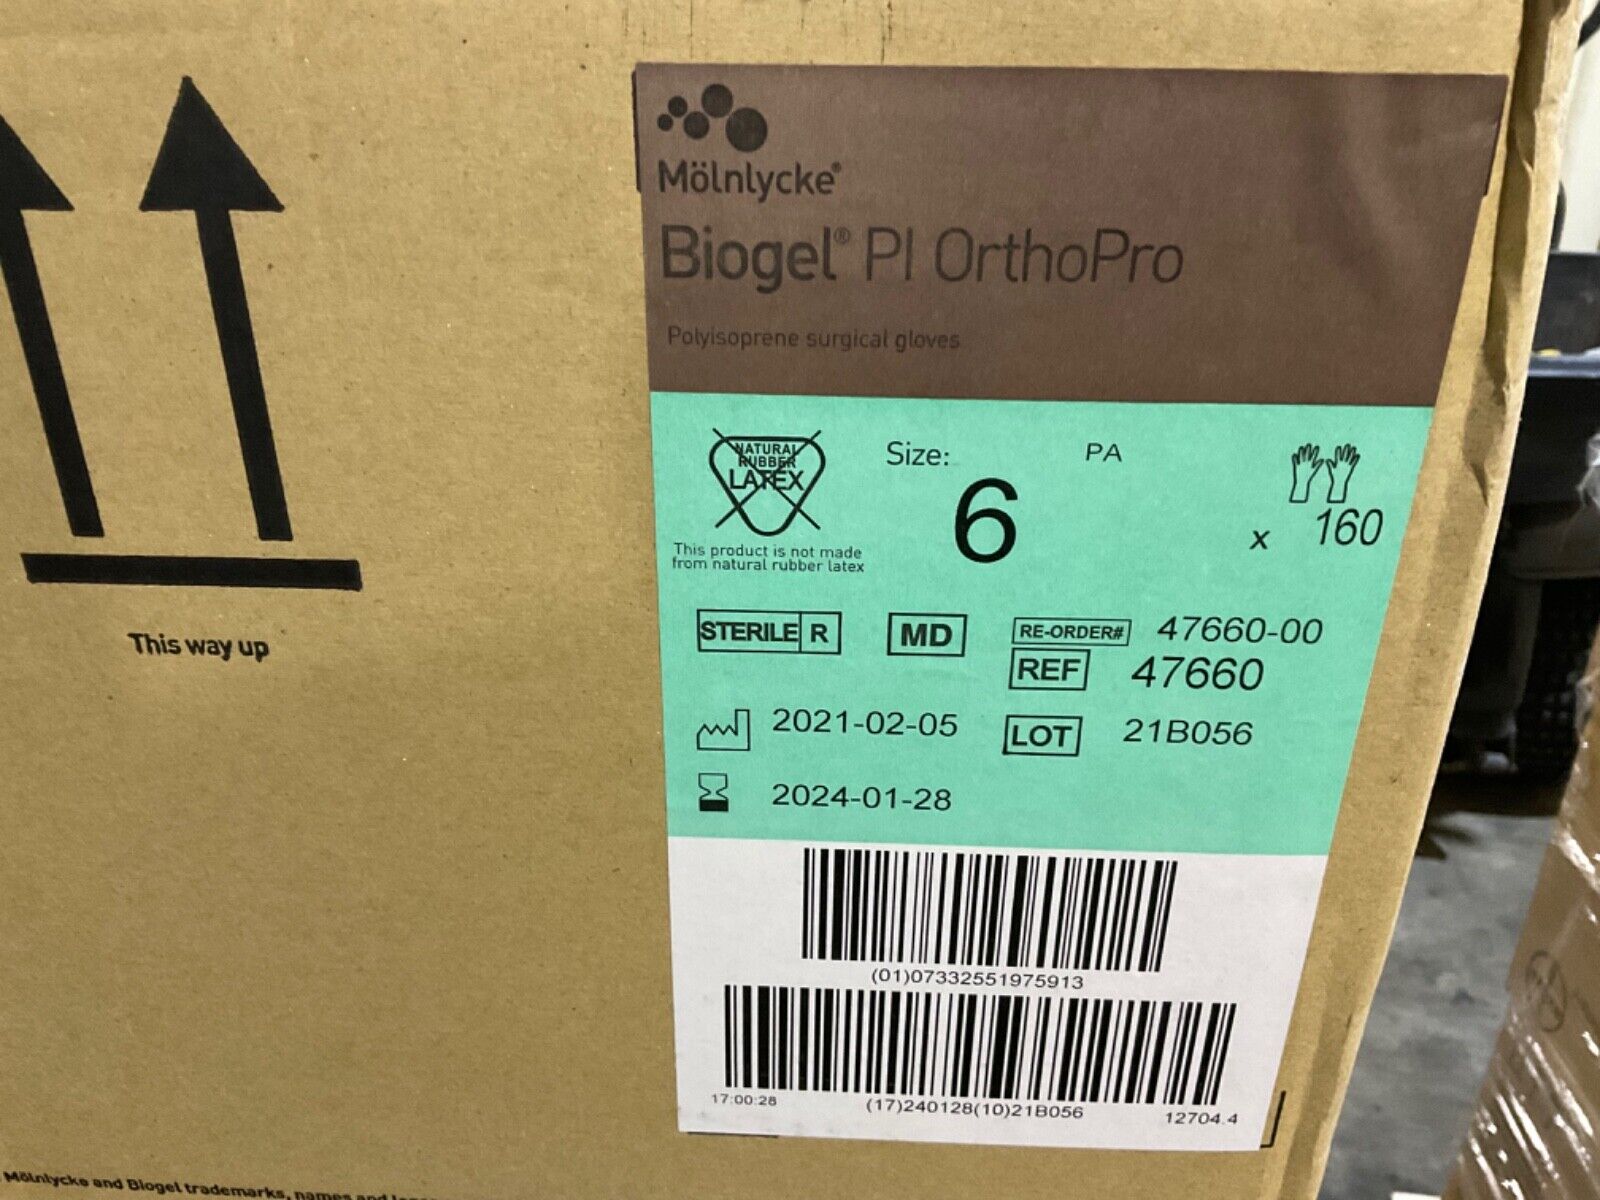 Mölnlycke®
Biogel® PI OrthoPro
Polyisoprene surgical gloves
NATURAL
RUBBER
LATEX
This product is not made
from natural rubber latex
Size:
6
PA
x 160
STERILE R
MD
RE-ORDER# 47660-00
REF 47660
2021-02-05
LOT 21B056
2024-01-28
(01)07332551975913
17:00:28
(17)240128(10)21B056
12704.4
This way up
Mölnlycke and Biogel trademarks, names and